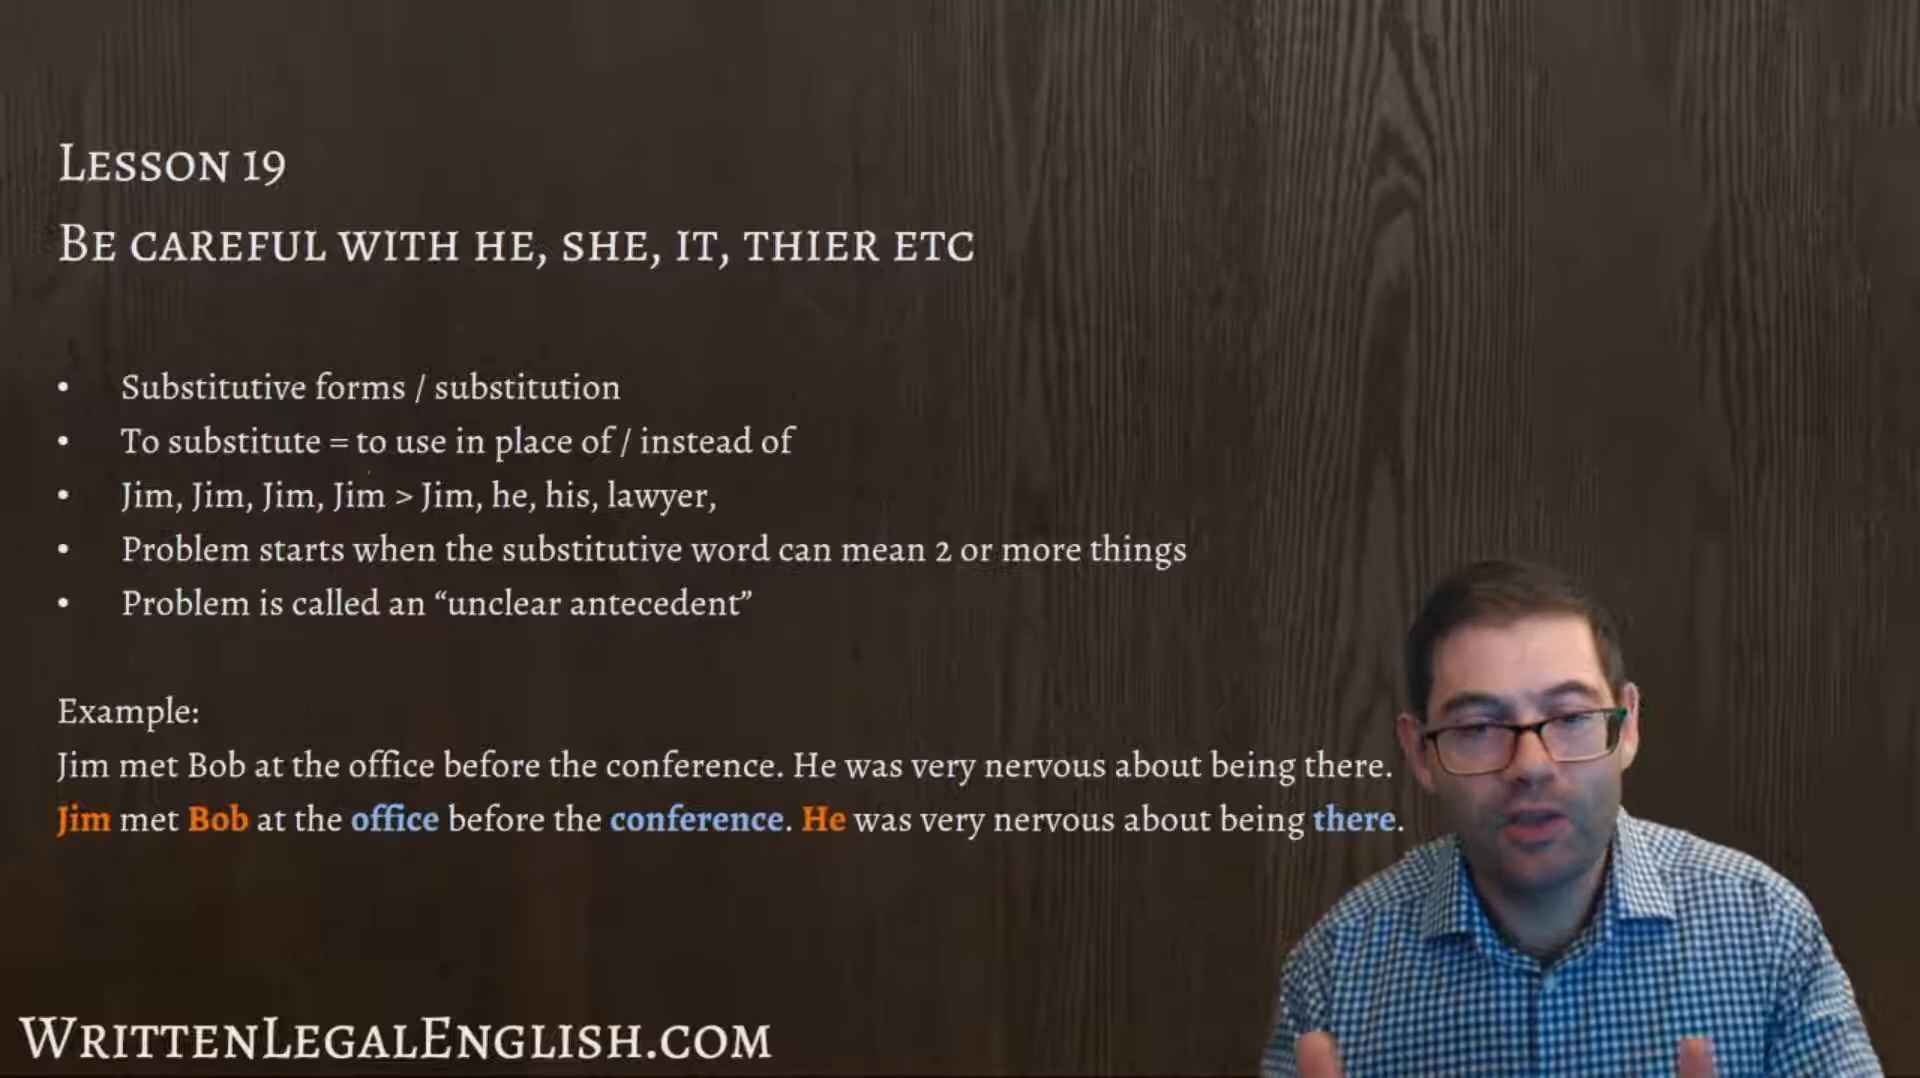 Lesson 19
Be careful with he, she, it, thier etc
• Substitutive forms / substitution
• To substitute = to use in place of / instead of
• Jim, Jim, Jim, Jim > Jim, he, his, lawyer,
• Problem starts when the substitutive word can mean 2 or more things
• Problem is called an “unclear antecedent”
Example:
Jim met Bob at the office before the conference. He was very nervous about being there.
Jim met Bob at the office before the conference. He was very nervous about being there.
WrittenLegalEnglish.com